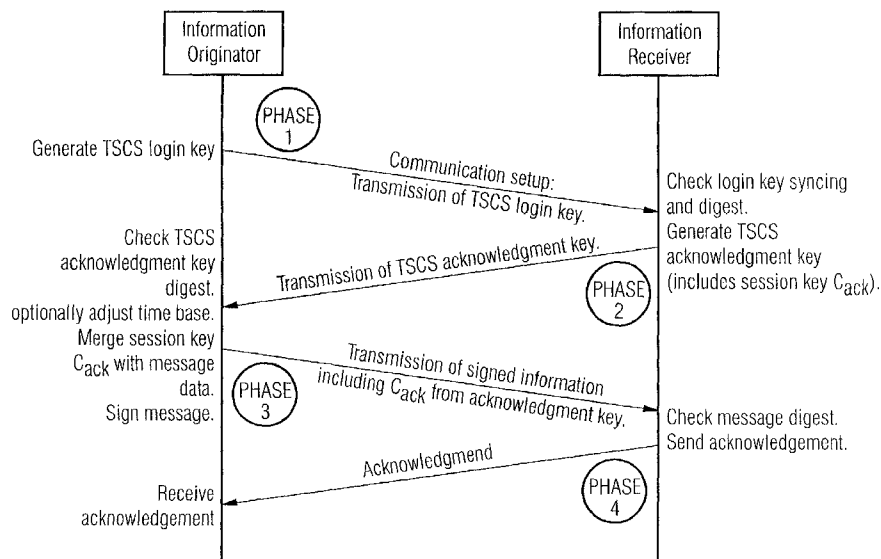 Information
Originator
Information
Receiver
PHASE
1
Generate TSCS login key
Communication setup:
Transmission of TSCS login key.
Check login key syncing
and digest.
Generate TSCS
acknowledgment key
(includes session key Cack).
Check TSCS
acknowledgment key
digest.
optionally adjust time base.
Transmission of TSCS acknowledgment key.
PHASE
2
Merge session key
Cack with message
data.
Sign message.
PHASE
3
Transmission of signed information
including Cack from acknowledgment key.
Check message digest.
Send acknowledgement.
Acknowledgmend
PHASE
4
Receive
acknowledgement